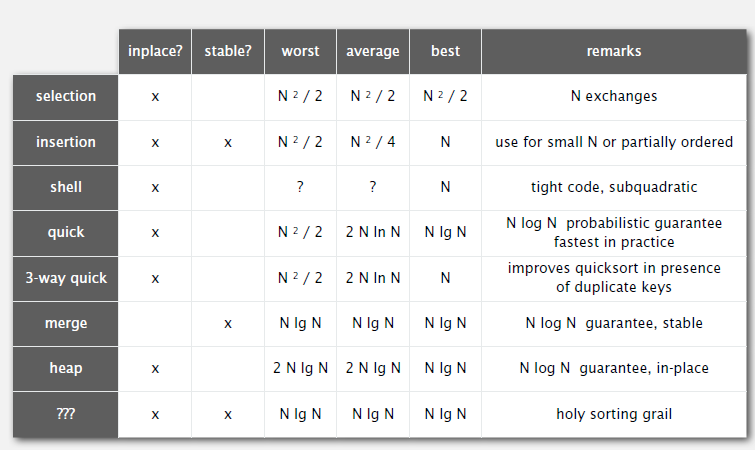 inplace? stable? worst average best remarks
selection x N ² / 2 N ² / 2 N ² / 2 N exchanges
insertion x x N ² / 2 N ² / 4 N use for small N or partially ordered
shell x ? ? N tight code, subquadratic
quick x N ² / 2 2 N ln N N lg N N log N probabilistic guarantee
fastest in practice
3-way quick x N ² / 2 2 N ln N N improves quicksort in presence
of duplicate keys
merge x N lg N N lg N N lg N N log N guarantee, stable
heap x 2 N lg N 2 N lg N N lg N N log N guarantee, in-place
??? x x N lg N N lg N N lg N holy sorting grail